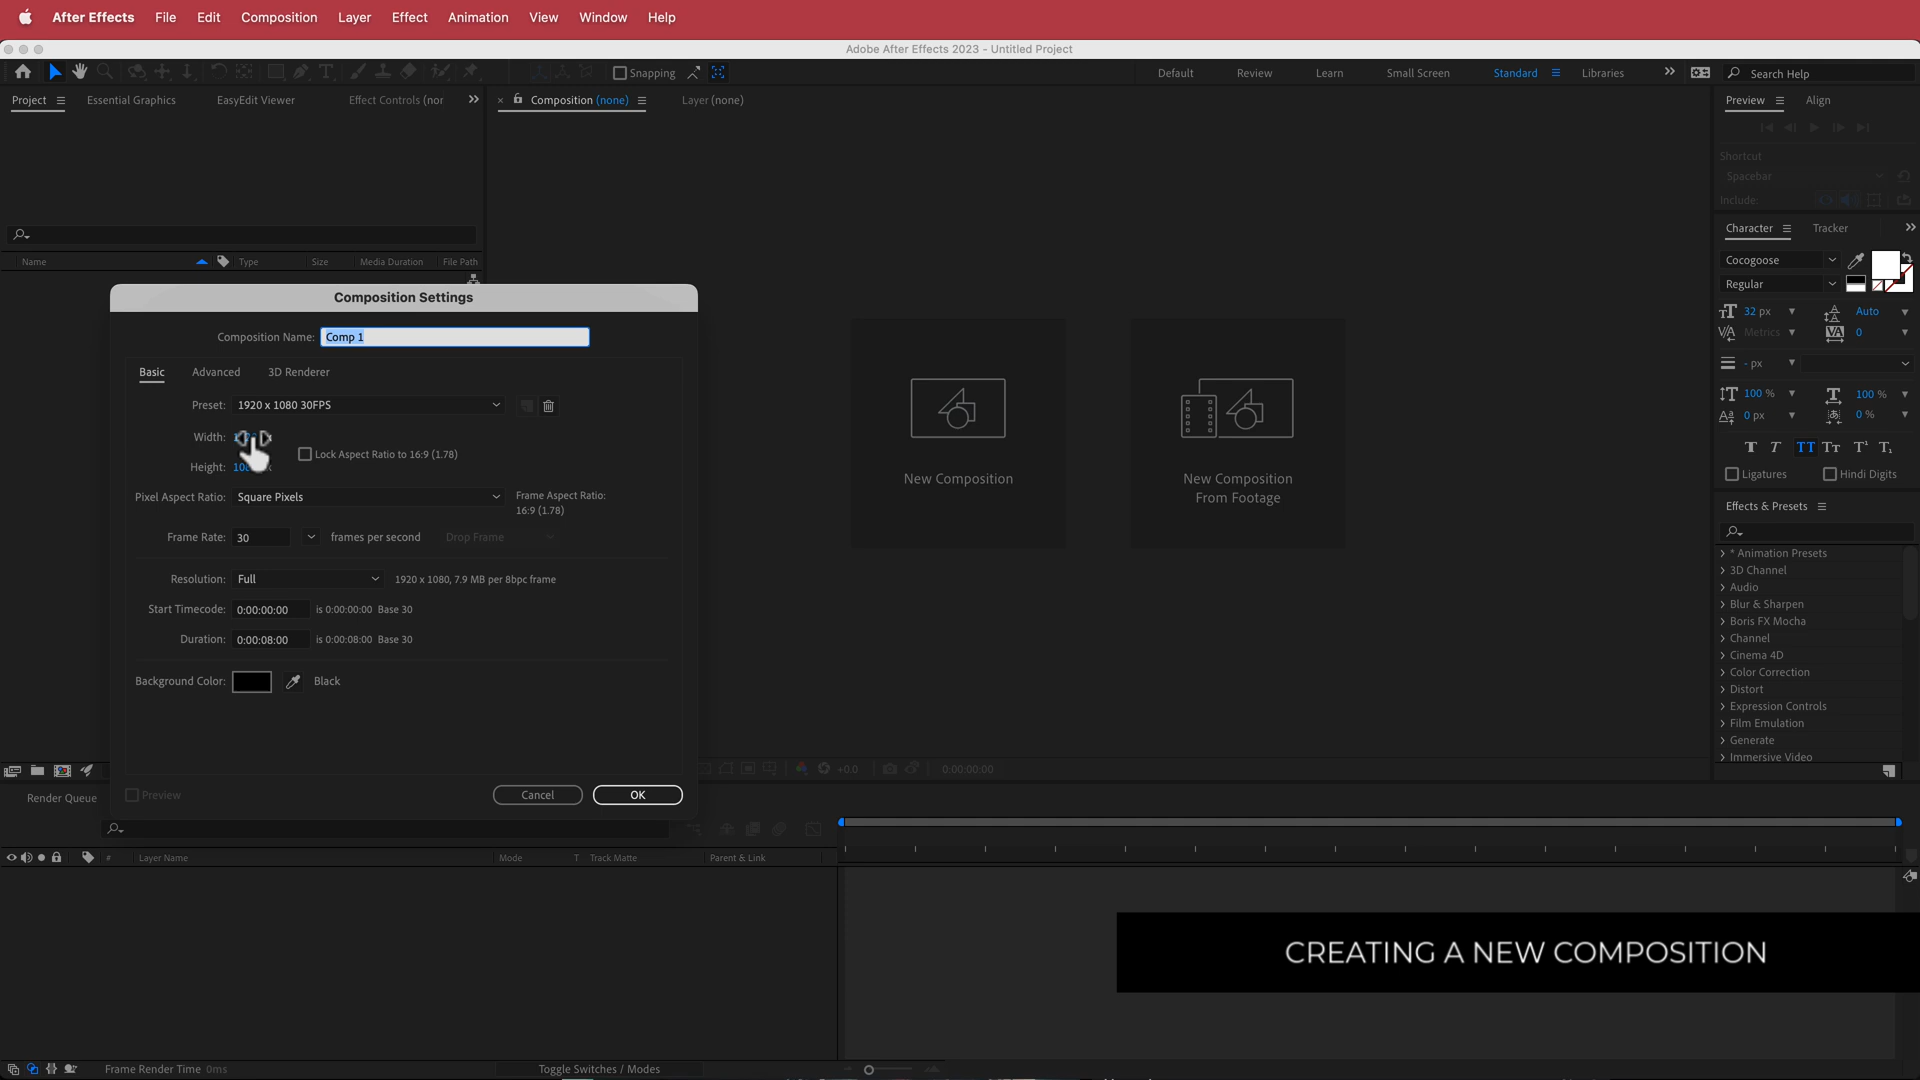 After Effects File Edit Composition Layer Effect Animation View Window Help
Adobe After Effects 2023 - Untitled Project
Snapping Default Review Learn Small Screen Standard Libraries Search Help
Project Essential Graphics EasyEdit Viewer Effect Controls (nor
Composition (none) Layer (none)
Preview Align
Shortcut
Spacebar
Include:
Character Tracker
Cocogoose
Regular
32 px Auto
Metrics 0
- px
100 % 100 %
0 px 0 %
Ligatures Hindi Digits
Effects & Presets
* Animation Presets
3D Channel
Audio
Blur & Sharpen
Boris FX Mocha
Channel
Cinema 4D
Color Correction
Distort
Expression Controls
Film Emulation
Generate
Immersive Video
Name Type Size Media Duration File Path
Composition Settings
Composition Name: Comp 1
Basic Advanced 3D Renderer
Preset: 1920 x 1080 30FPS
Width:
Lock Aspect Ratio to 16:9 (1.78)
Height:
Pixel Aspect Ratio: Square Pixels
Frame Aspect Ratio:
16:9 (1.78)
Frame Rate: 30 frames per second Drop Frame
Resolution: Full 1920 x 1080, 7.9 MB per 8bpc frame
Start Timecode: 0:00:00:00 is 0:00:00:00 Base 30
Duration: 0:00:08:00 is 0:00:08:00 Base 30
Background Color: Black
Preview Cancel OK
New Composition
New Composition
From Footage
+0.0 0:00:00:00
Render Queue
# Layer Name Mode T Track Matte Parent & Link
CREATING A NEW COMPOSITION
Frame Render Time 0ms Toggle Switches / Modes